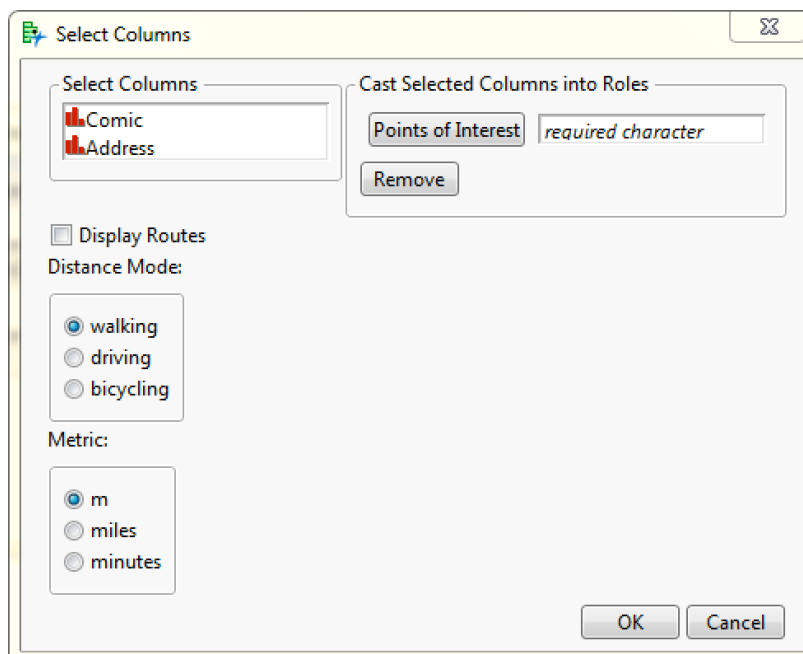 Select Columns
Select Columns
Comic
Address
Cast Selected Columns into Roles
Points of Interest
required character
Remove
Display Routes
Distance Mode:
walking
driving
bicycling
Metric:
m
miles
minutes
OK
Cancel